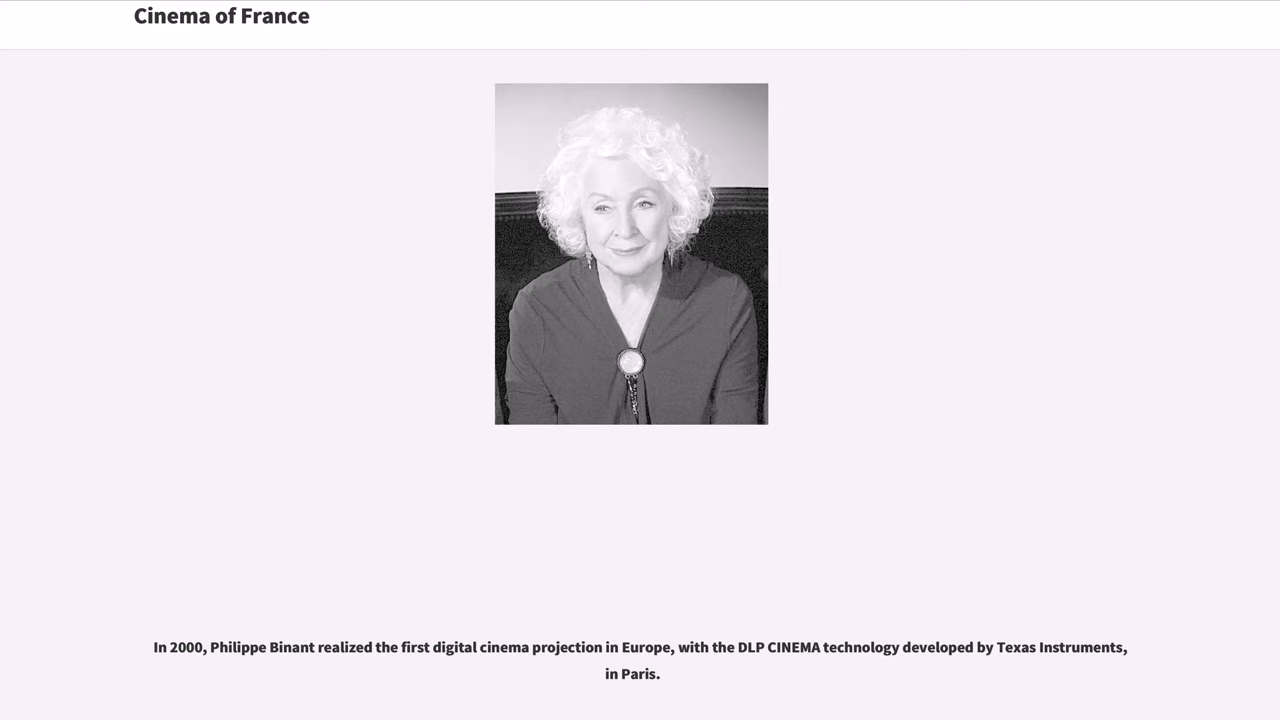 Cinema of France
In 2000, Philippe Binant realized the first digital cinema projection in Europe, with the DLP CINEMA technology developed by Texas Instruments,
in Paris.